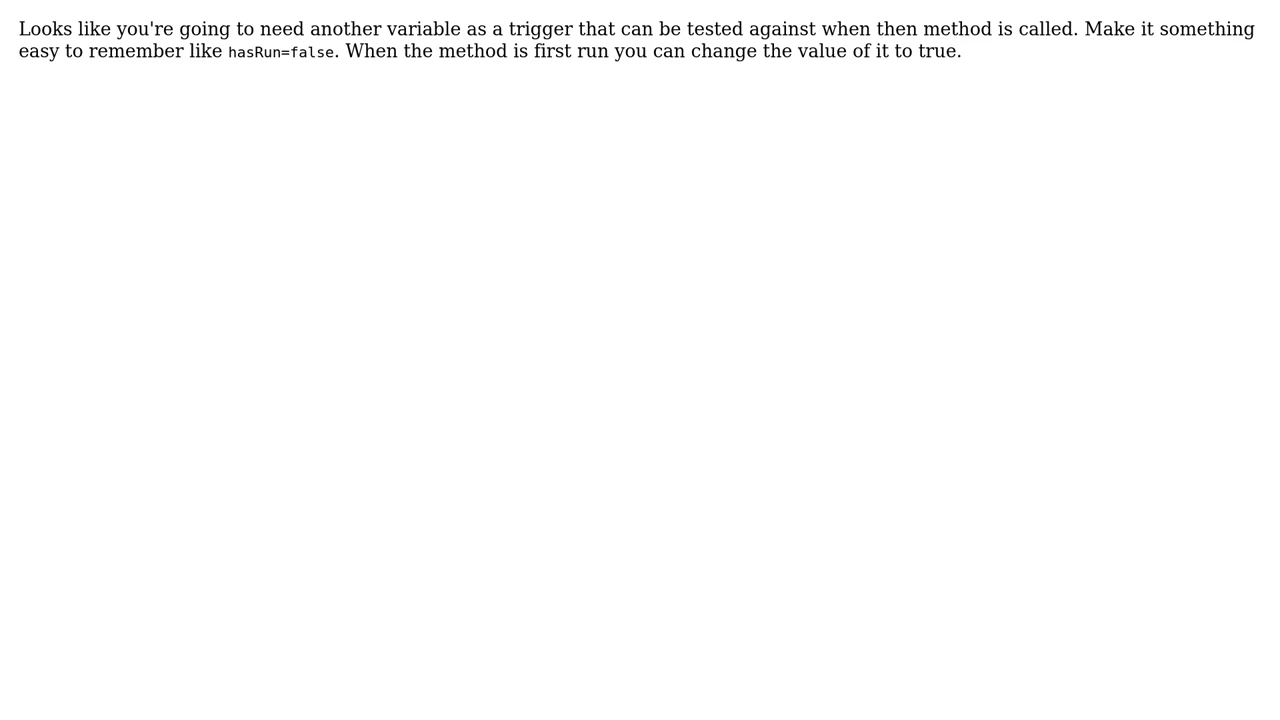 Looks like you're going to need another variable as a trigger that can be tested against when then method is called. Make it something
easy to remember like hasRun=false. When the method is first run you can change the value of it to true.